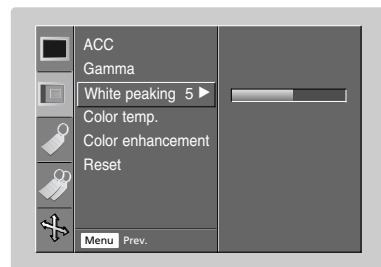 ACC
Gamma
White peaking 5 ►
Color temp.
Color enhancement
Reset
Menu Prev.